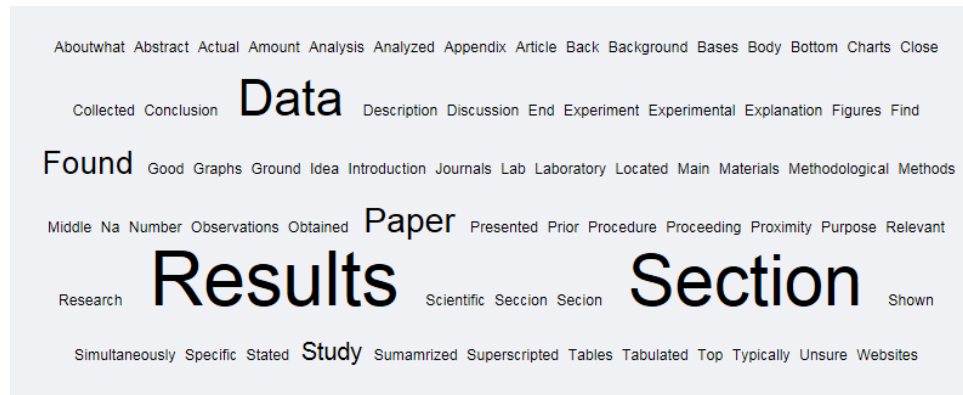 Aboutwhat Abstract Actual Amount Analysis Analyzed Appendix Article Back Background Bases Body Bottom Charts Close
Collected Conclusion Data Description Discussion End Experiment Experimental Explanation Figures Find
Found Good Graphs Ground Idea Introduction Journals Lab Laboratory Located Main Materials Methodological Methods
Middle Na Number Observations Obtained Paper Presented Prior Procedure Proceeding Proximity Purpose Relevant
Research Results Scientific Seccion Secion Section Shown
Simultaneously Specific Stated Study Sumamrized Superscripted Tables Tabulated Top Typically Unsure Websites